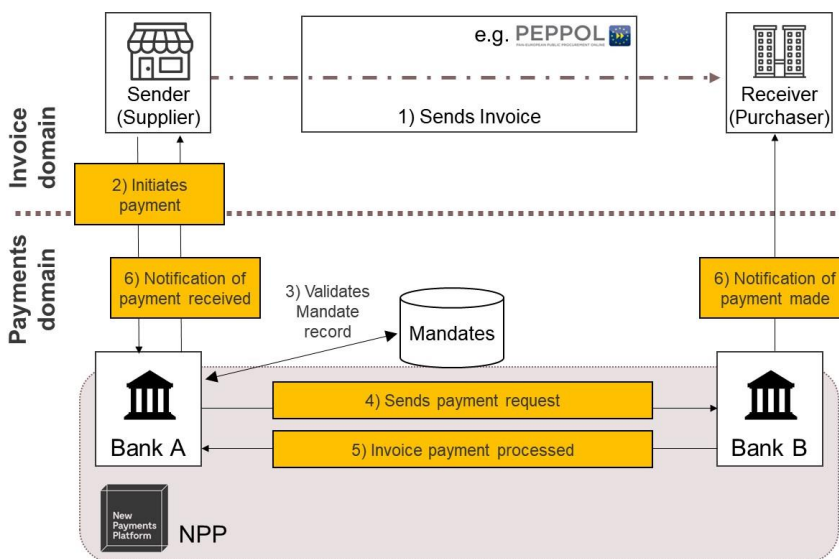 e.g. PEPPOL
PAN-EUROPEAN PUBLIC PROCUREMENT ONLINE
Sender
(Supplier)
1) Sends Invoice
Receiver
(Purchaser)
Invoice
domain
2) Initiates
payment
Payments
domain
6) Notification of
payment received
3) Validates
Mandate
record
Mandates
6) Notification of
payment made
Bank A
4) Sends payment request
5) Invoice payment processed
Bank B
New
Payments
Platform
NPP